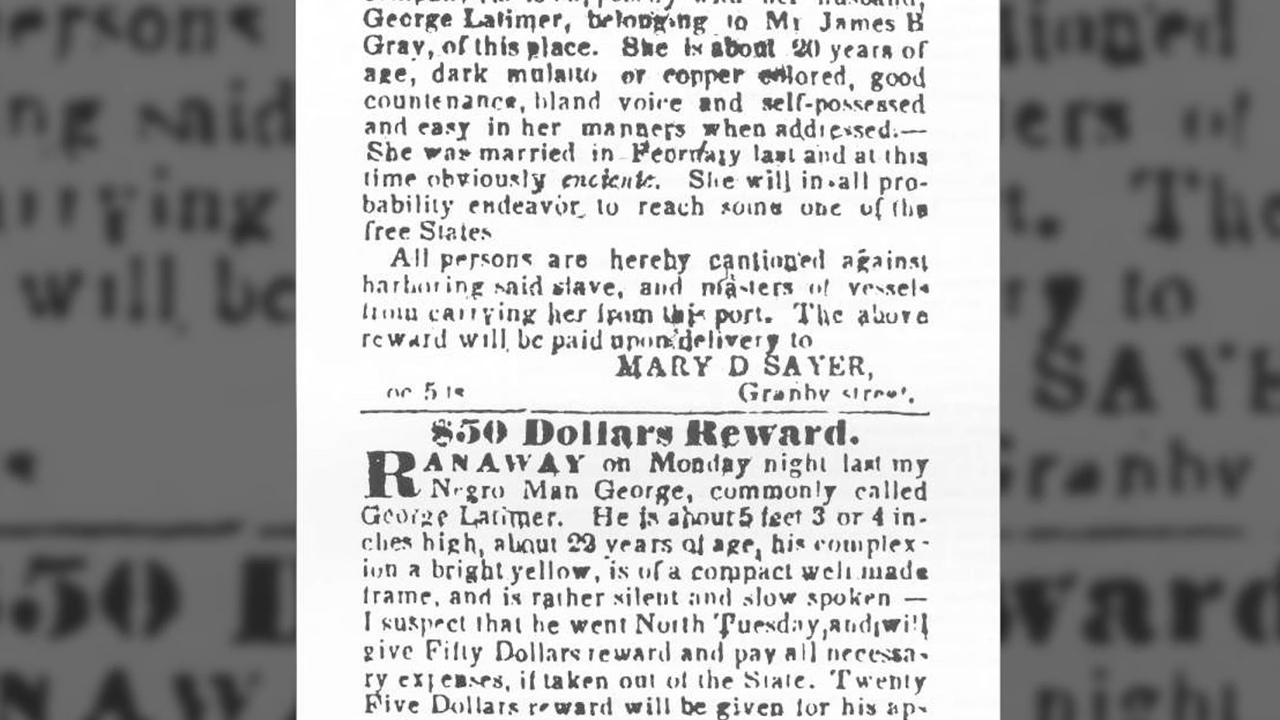 George Latimer, belonging to Mr James B
Gray, of this place. She is about 20 years of
age, dark mulatto or copper colored, good
countenance, bland voice and self-possessed
and easy in her manners when addressed.—
She was married in February last and at this
time obviously enciente. She will in all pro-
bability endeavor to reach some one of the
free States
All persons are hereby cantioned against
harboring said slave, and masters of vessels
from carrying her from this port. The above
reward will be paid upon delivery to
MARY D SAYER,
oc 5 ts Granby street.
$50 Dollars Reward.
RANAWAY on Monday night last my
Negro Man George, commonly called
George Latimer. He is about 5 feet 3 or 4 in-
ches high, about 22 years of age, his complex-
ion a bright yellow, is of a compact well made
frame, and is rather silent and slow spoken —
I suspect that he went North Tuesday, and will
give Fifty Dollars reward and pay all necessa-
ry expenses, if taken out of the State. Twenty
Five Dollars reward will be given for his ap-